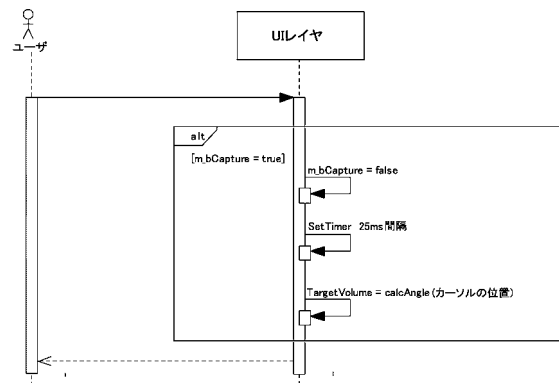 ユーザ
UIレイヤ
alt
[m_bCapture = true]
m_bCapture = false
SetTimer 25ms間隔
TargetVolume = calcAngle(カーソルの位置)